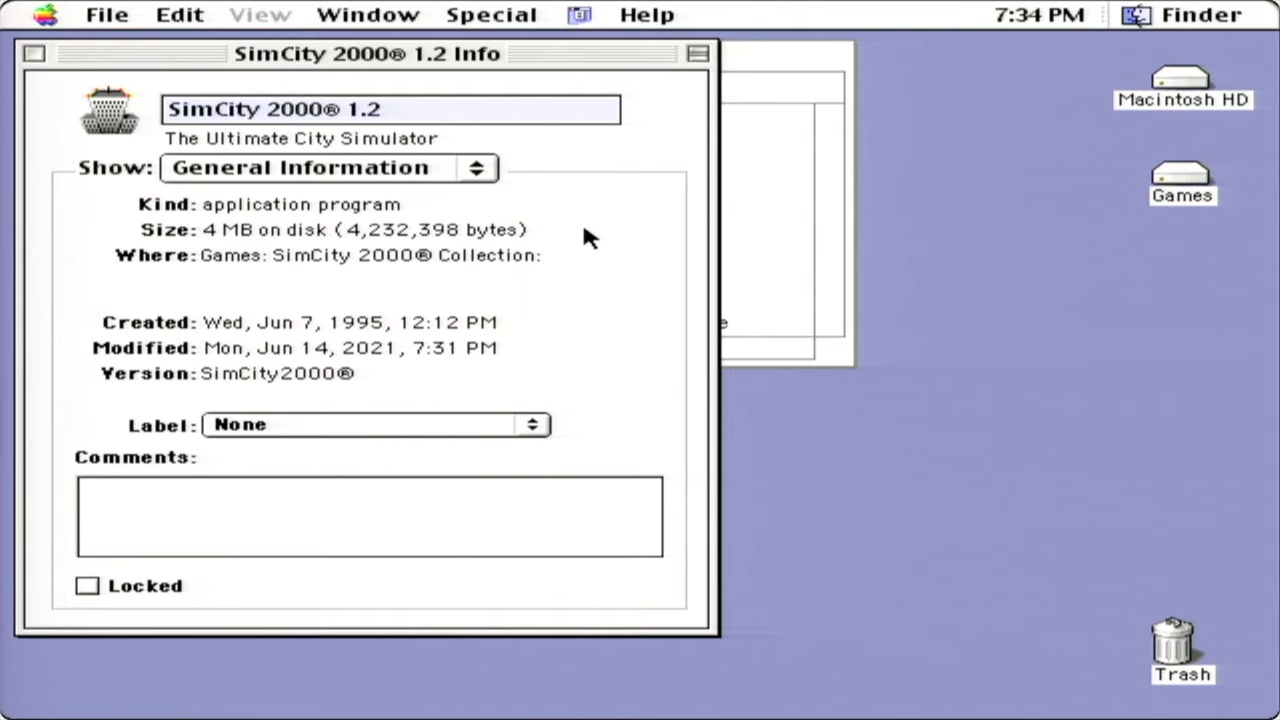 File Edit View Window Special Help 7:34 PM Finder
SimCity 2000® 1.2 Info
SimCity 2000® 1.2
The Ultimate City Simulator
Show: General Information
Kind: application program
Size: 4 MB on disk (4,232,398 bytes)
Where: Games: SimCity 2000® Collection:
Created: Wed, Jun 7, 1995, 12:12 PM
Modified: Mon, Jun 14, 2021, 7:31 PM
Version: SimCity2000®
Label: None
Comments:
Locked
e
Macintosh HD
Games
Trash